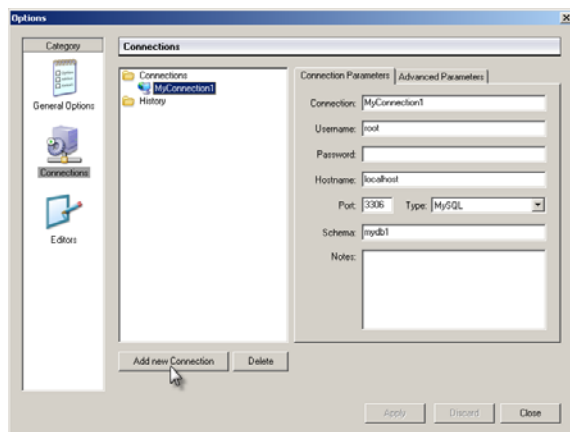 Options
Category
Connections
General Options
Connections
Editors
Connections
MyConnection1
History
Connection Parameters
Advanced Parameters
Connection: MyConnection1
Username: root
Password:
Hostname: localhost
Port: 3306 Type: MySQL
Schema: mydb1
Notes:
Add new Connection
Delete
Apply
Discard
Close